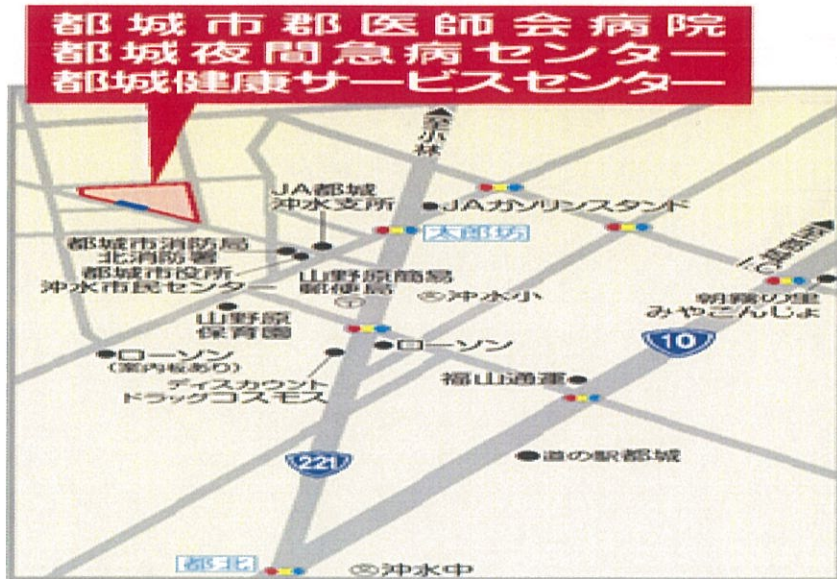 都城市郡医師会病院
都城夜間急病センター
都城健康サービスセンター
至小林
JA都城
沖水支所
JAガソリンスタンド
太郎坊
都城市消防局
北消防署
都城市役所
沖水市民センター
山野原簡易
郵便局
〒
文沖水小
至宮崎IC
朝霧の里
みやこんじょ
山野原
保育園
ローソン
(案内板あり)
ローソン
10
ディスカウント
ドラッグコスモス
福山通運
221
道の駅都城
都北
文沖水中